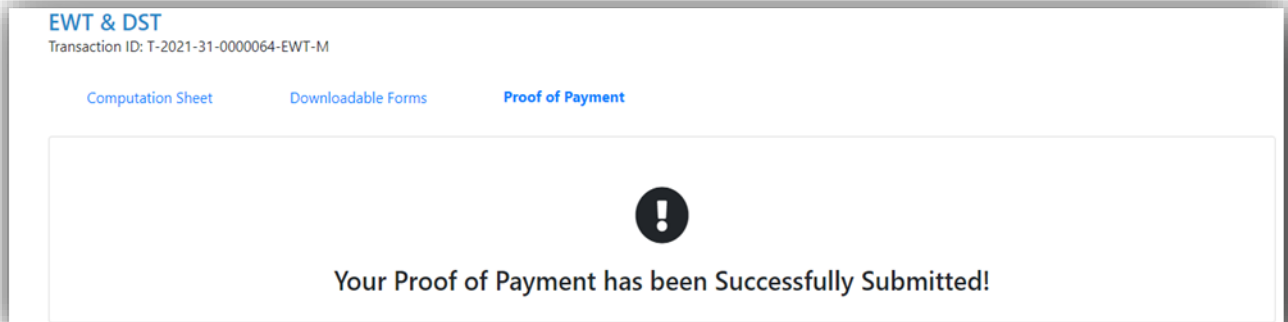 EWT & DST
Transaction ID: T-2021-31-0000064-EWT-M
Computation Sheet Downloadable Forms Proof of Payment
Your Proof of Payment has been Successfully Submitted!